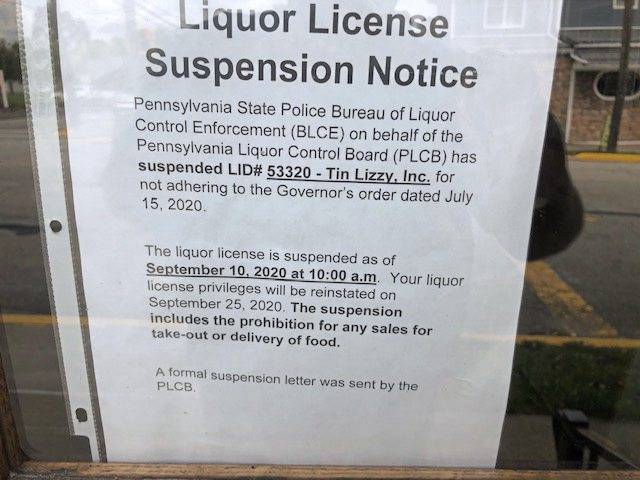 Liquor License
Suspension Notice
Pennsylvania State Police Bureau of Liquor
Control Enforcement (BLCE) on behalf of the
Pennsylvania Liquor Control Board (PLCB) has
suspended LID# 53320 - Tin Lizzy, Inc. for
not adhering to the Governor's order dated July
15, 2020.
The liquor license is suspended as of
September 10, 2020 at 10:00 a.m. Your liquor
license privileges will be reinstated on
September 25, 2020. The suspension
includes the prohibition for any sales for
take-out or delivery of food.
A formal suspension letter was sent by the
PLCB.